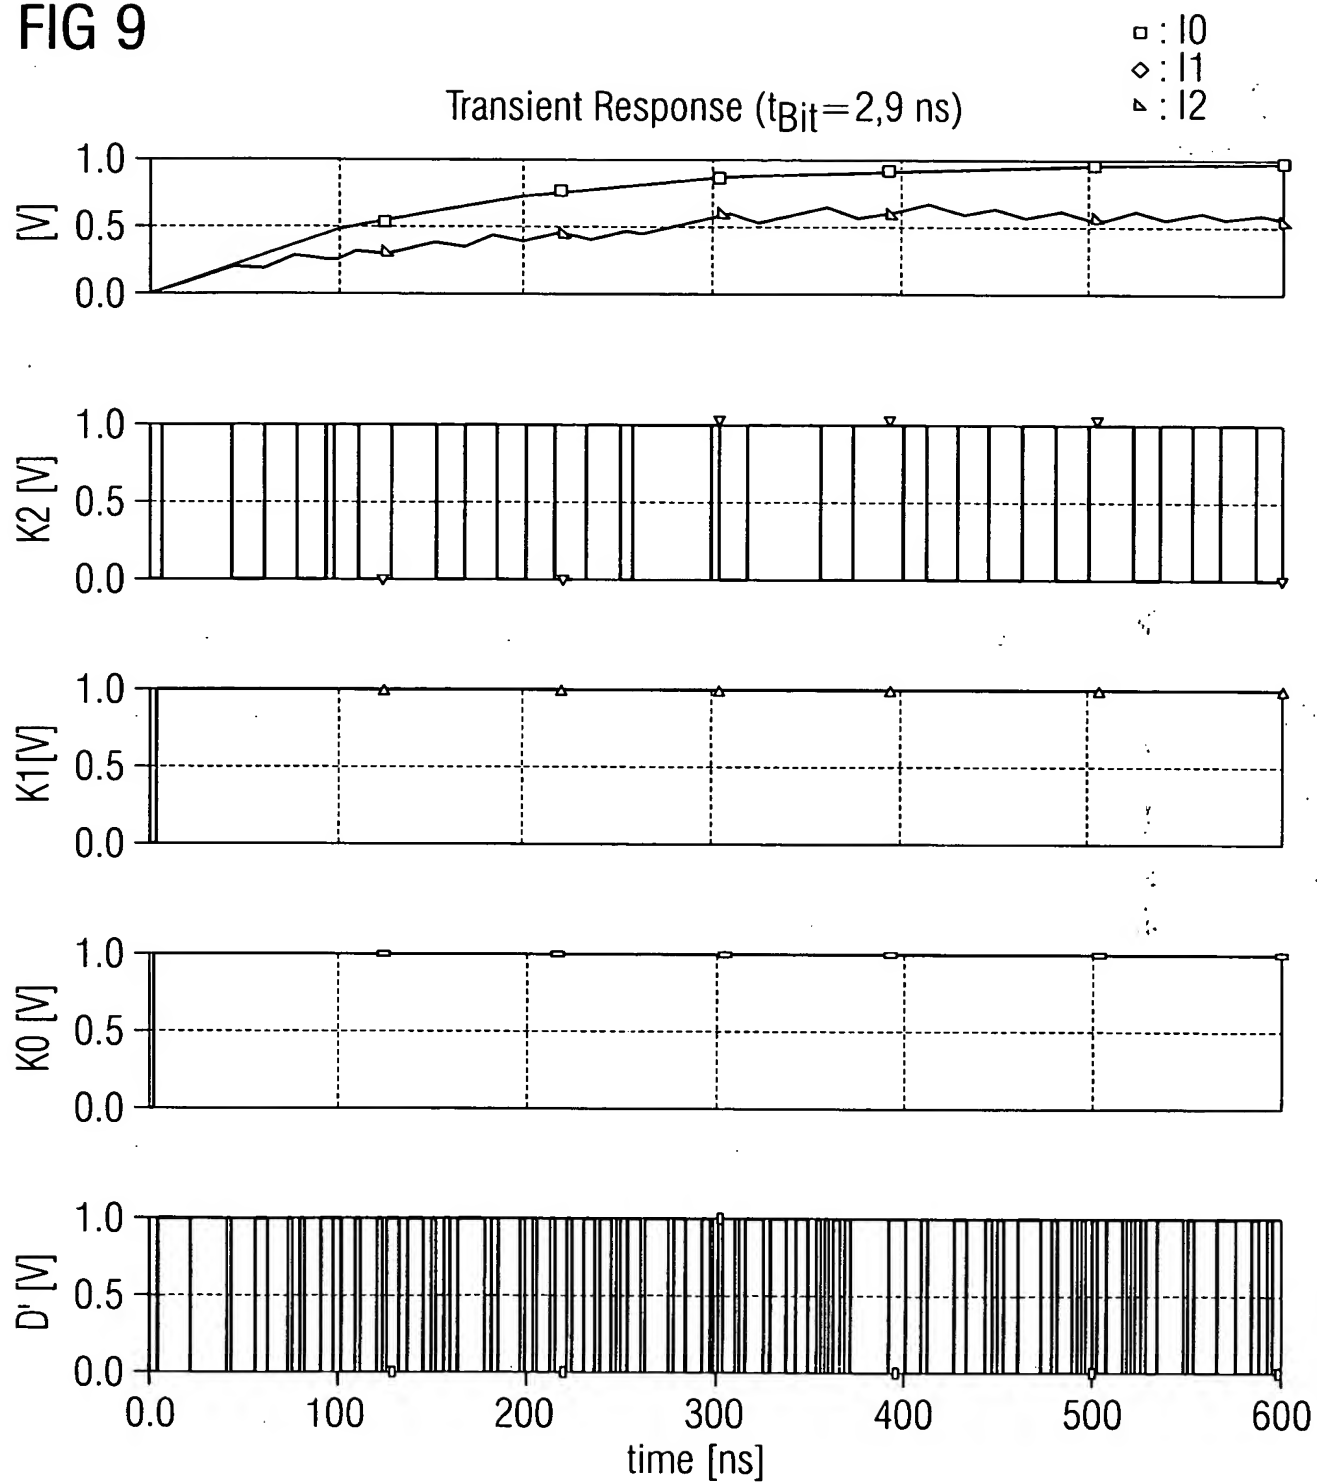 FIG 9
□ : I0
◇ : I1
◺ : I2
Transient Response (tBit=2,9 ns)
1.0
0.5
0.0
[V]
1.0
0.5
0.0
K2 [V]
1.0
0.5
0.0
K1[V]
1.0
0.5
0.0
K0 [V]
1.0
0.5
0.0
D' [V]
0.0 100 200 300 400 500 600
time [ns]